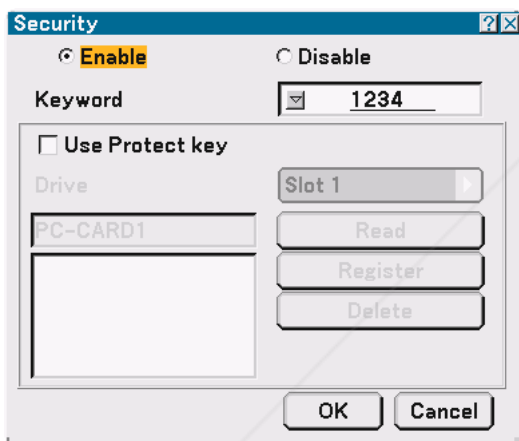 Security
Enable Disable
Keyword 1234
Use Protect key
Drive Slot 1
PC-CARD1 Read
Register
Delete
OK Cancel